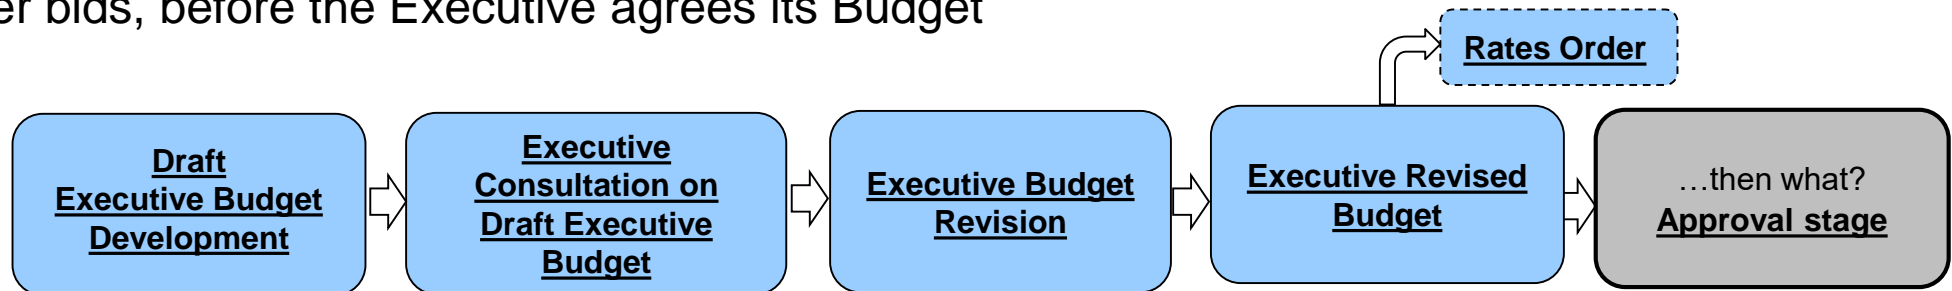 er bids, before the Executive agrees its Budget
Rates Order
Draft
Executive Budget
Development
Executive
Consultation on
Draft Executive
Budget
Executive Budget
Revision
Executive Revised
Budget
…then what?
Approval stage